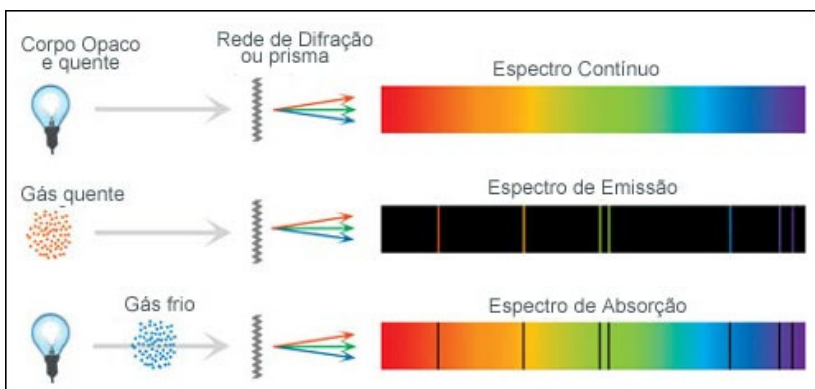 Corpo Opaco
e quente
Rede de Difração
ou prisma
Espectro Contínuo
Gás quente
Espectro de Emissão
Gás frio
Espectro de Absorção